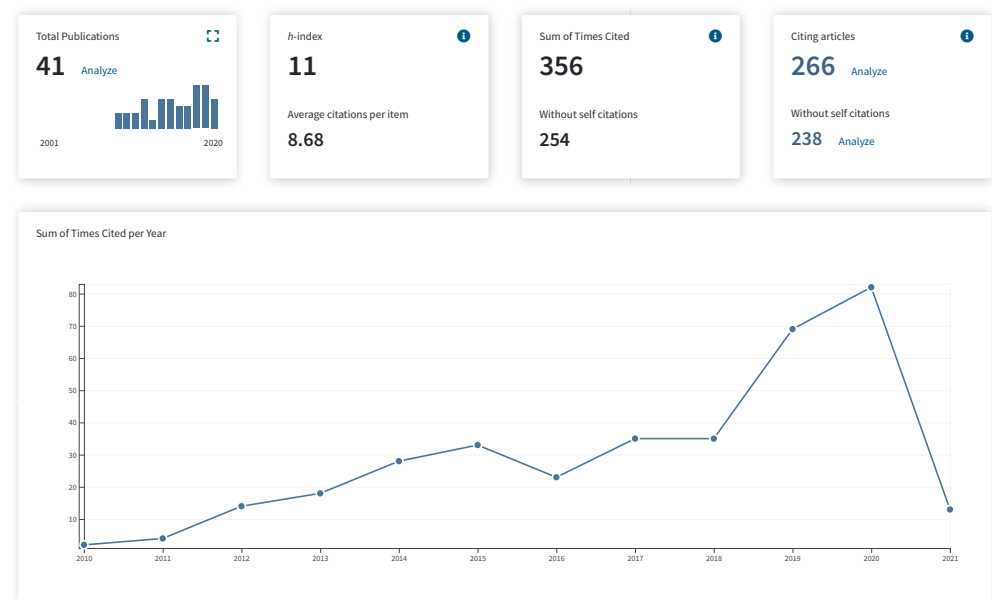 Total Publications
41 Analyze
2001 2020
h-index
11
Average citations per item
8.68
Sum of Times Cited
356
Without self citations
254
Citing articles
266 Analyze
Without self citations
238 Analyze
Sum of Times Cited per Year
80
70
60
50
40
30
20
10
2010 2011 2012 2013 2014 2015 2016 2017 2018 2019 2020 2021